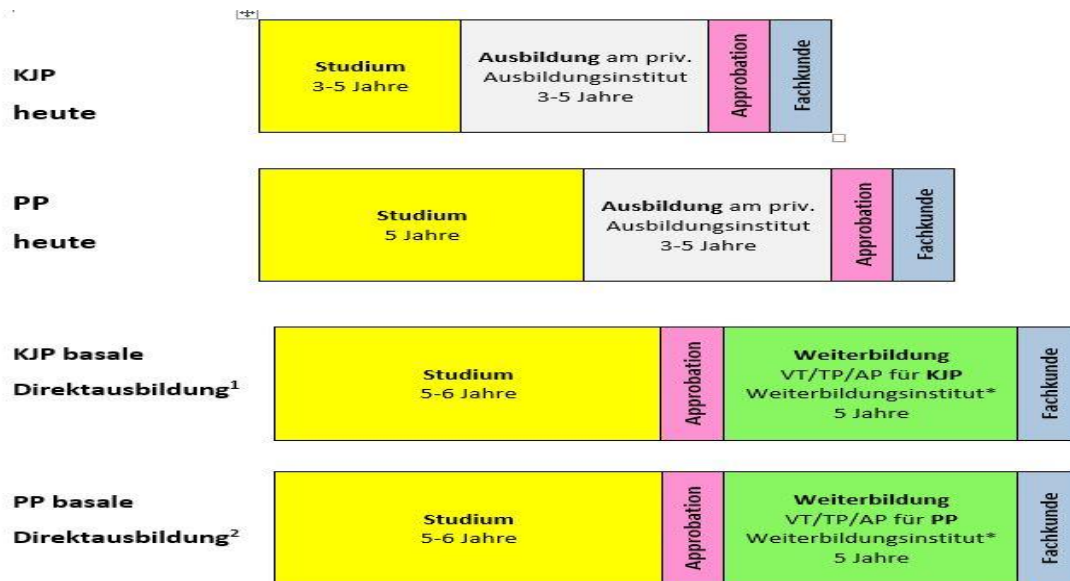 KJP
heute
Studium
3-5 Jahre
Ausbildung am priv.
Ausbildungsinstitut
3-5 Jahre
Approbation
Fachkunde
PP
heute
Studium
5 Jahre
Ausbildung am priv.
Ausbildungsinstitut
3-5 Jahre
Approbation
Fachkunde
KJP basale
Direktausbildung¹
Studium
5-6 Jahre
Approbation
Weiterbildung
VT/TP/AP für KJP
Weiterbildungsinstitut*
5 Jahre
Fachkunde
PP basale
Direktausbildung²
Studium
5-6 Jahre
Approbation
Weiterbildung
VT/TP/AP für PP
Weiterbildungsinstitut*
5 Jahre
Fachkunde